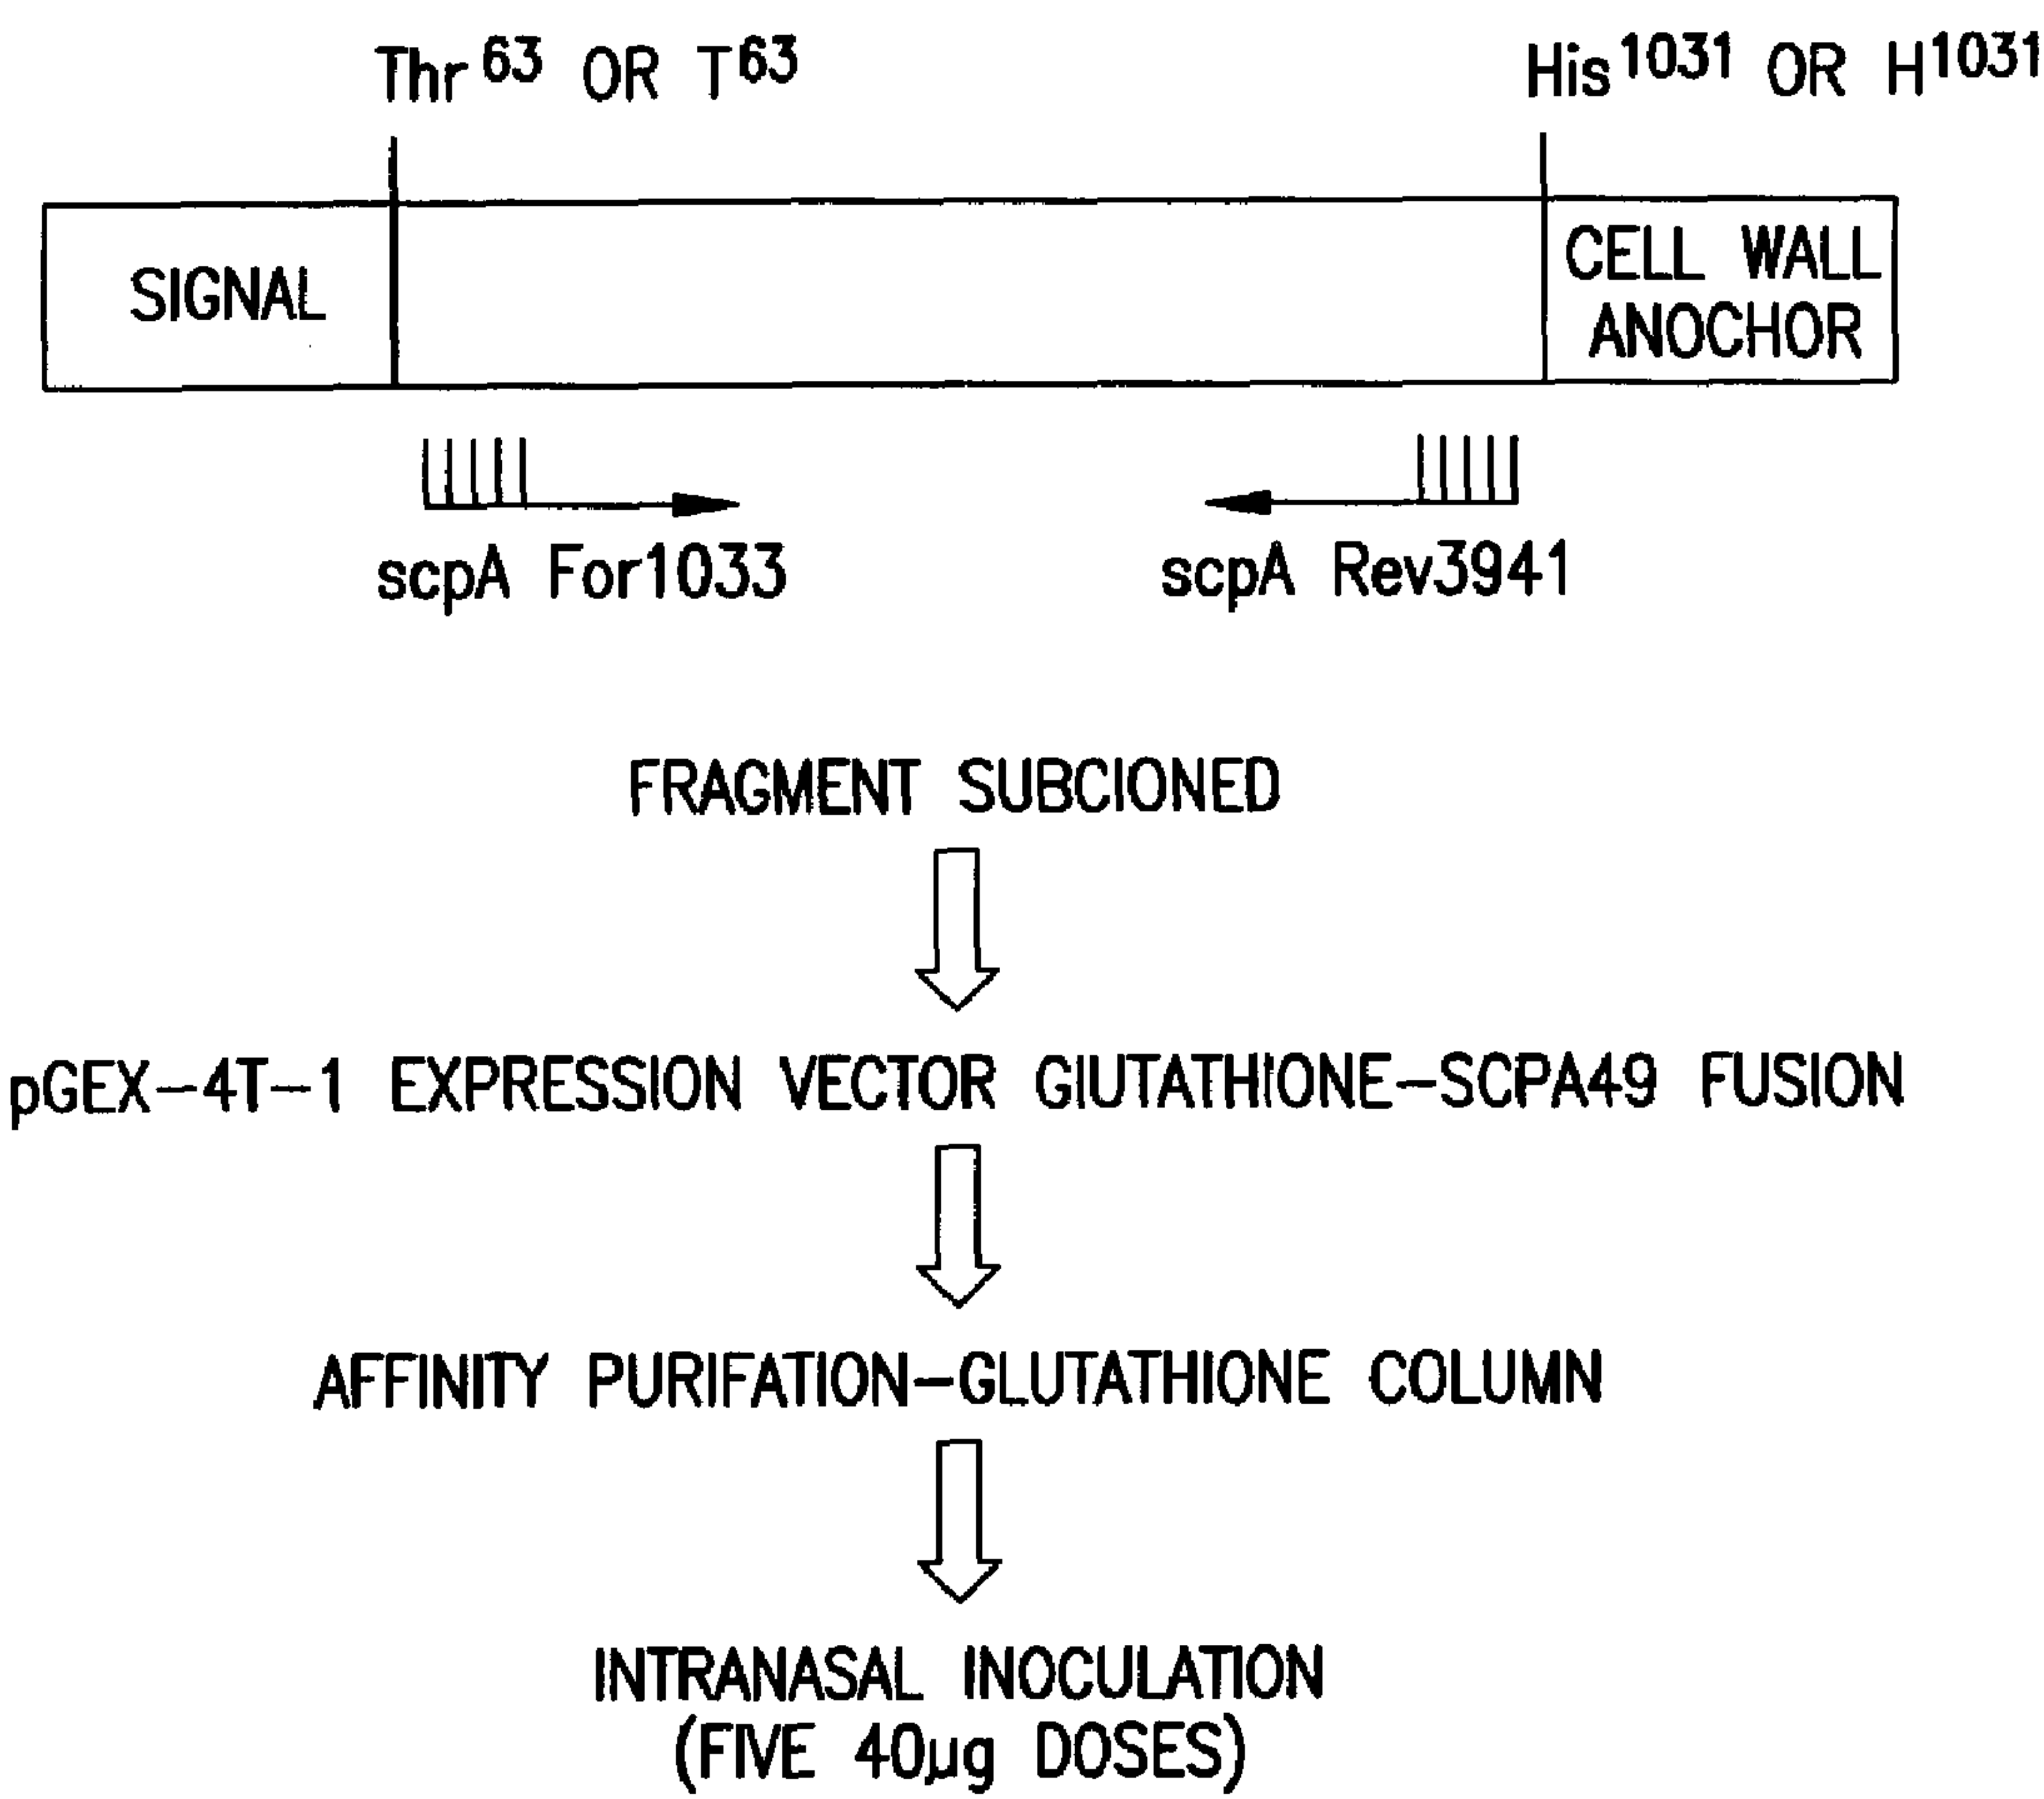 Thr⁶³ OR T⁶³
His¹⁰³¹ OR H¹⁰³¹
SIGNAL
CELL WALL
ANOCHOR
scpA For1033
scpA Rev3941
FRAGMENT SUBCIONED
pGEX-4T-1 EXPRESSION VECTOR GIUTATHIONE-SCPA49 FUSION
AFFINITY PURIFATION-GLUTATHIONE COLUMN
INTRANASAL INOCULATION
(FIVE 40µg DOSES)